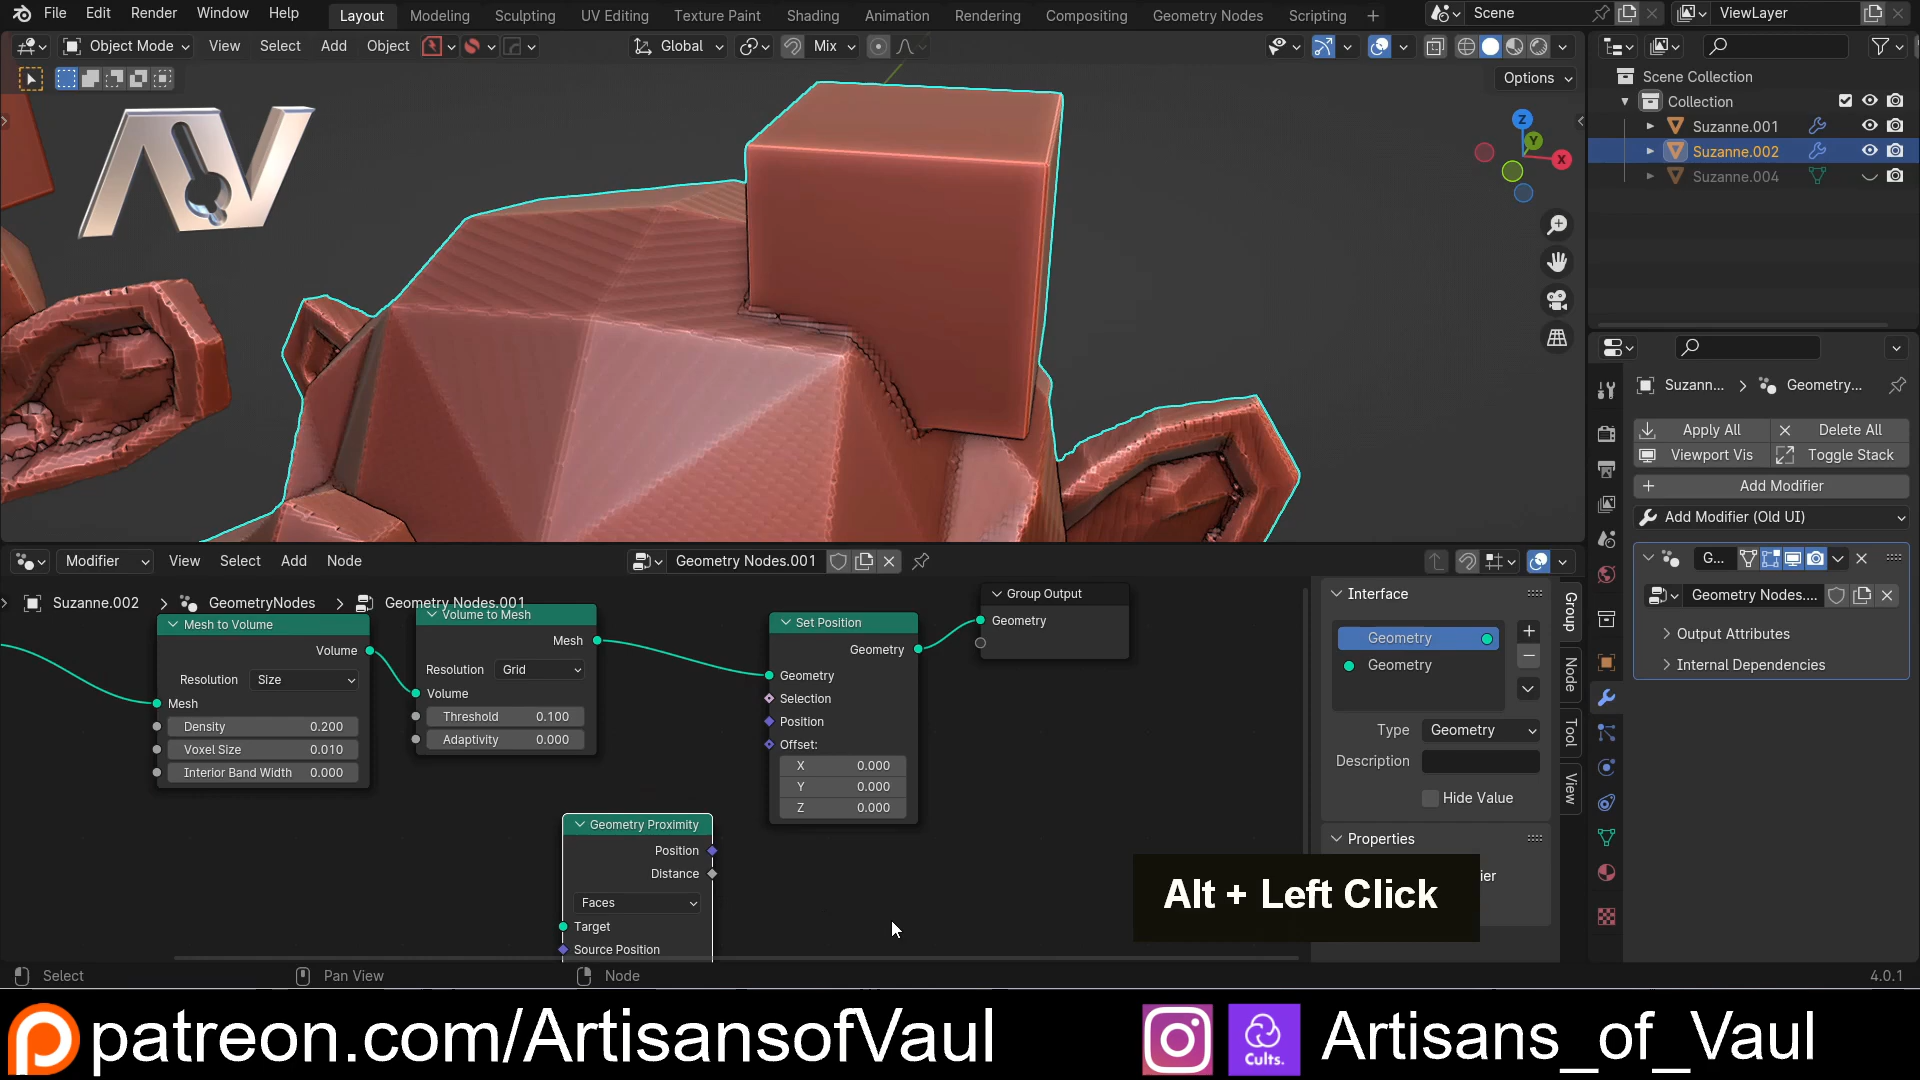 File Edit Render Window Help Layout Modeling Sculpting UV Editing Texture Paint Shading Animation Rendering Compositing Geometry Nodes Scripting + Scene ViewLayer
Object Mode View Select Add Object Global Mix
Options
Scene Collection
Collection
Suzanne.001
Suzanne.002
Suzanne.004
AV
Z
Y
X
Suzann... > Geometry...
Apply All Delete All
Viewport Vis Toggle Stack
Add Modifier
Add Modifier (Old UI)
G...
Geometry Nodes....
Output Attributes
Internal Dependencies
Modifier View Select Add Node Geometry Nodes.001
Suzanne.002 > GeometryNodes > Geometry Nodes.001
Mesh to Volume
Volume
Resolution Size
Mesh
Density 0.200
Voxel Size 0.010
Interior Band Width 0.000
Volume to Mesh
Mesh
Resolution Grid
Volume
Threshold 0.100
Adaptivity 0.000
Set Position
Geometry
Geometry
Selection
Position
Offset:
X 0.000
Y 0.000
Z 0.000
Group Output
Geometry
Geometry Proximity
Position
Distance
Faces
Target
Source Position
Interface
Geometry
Geometry
Type Geometry
Description
Hide Value
Properties
ier
Group
Node
Tool
View
Alt + Left Click
Select Pan View Node 4.0.1
patreon.com/ArtisansofVaul Cults. Artisans_of_Vaul